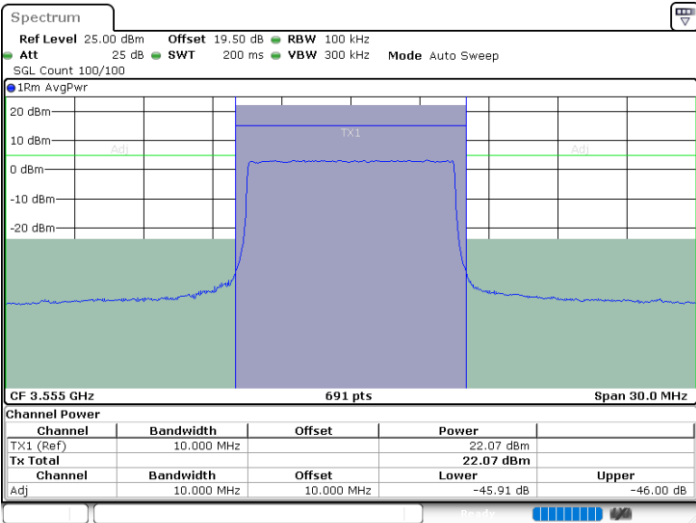 Spectrum
Ref Level 25.00 dBm Offset 19.50 dB RBW 100 kHz
Att 25 dB SWT 200 ms VBW 300 kHz Mode Auto Sweep
SGL Count 100/100
1Rm AvgPwr
20 dBm
TX1
10 dBm
Adj Adj
0 dBm
-10 dBm
-20 dBm
CF 3.555 GHz 691 pts Span 30.0 MHz
Channel Power
Channel Bandwidth Offset Power
TX1 (Ref) 10.000 MHz 22.07 dBm
Tx Total 22.07 dBm
Channel Bandwidth Offset Lower Upper
Adj 10.000 MHz 10.000 MHz -45.91 dB -46.00 dB
Ready